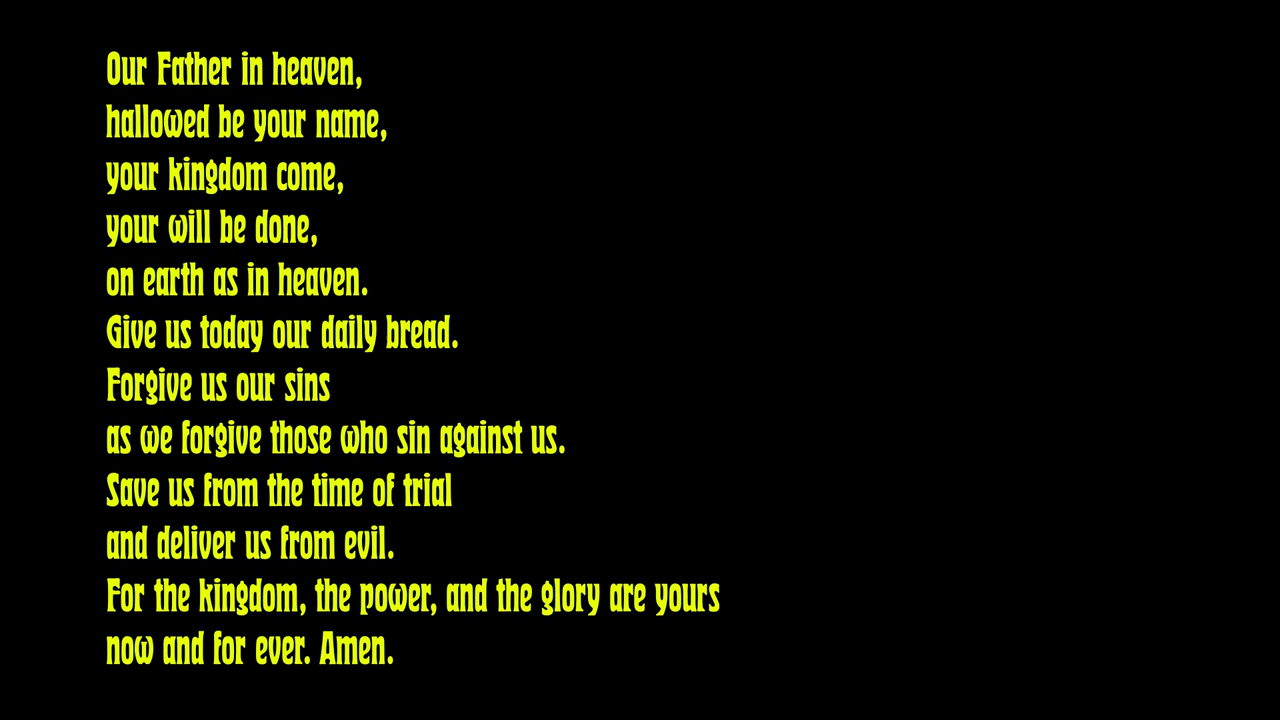 Our Father in heaven,
hallowed be your name,
your kingdom come,
your will be done,
on earth as in heaven.
Give us today our daily bread.
Forgive us our sins
as we forgive those who sin against us.
Save us from the time of trial
and deliver us from evil.
For the kingdom, the power, and the glory are yours
now and for ever. Amen.